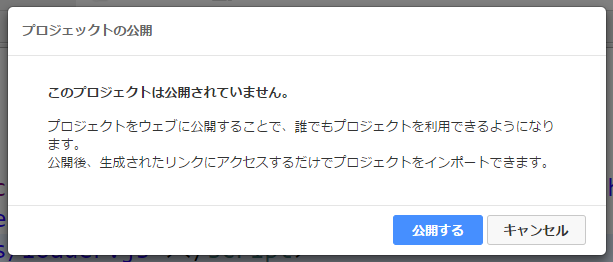 プロジェックトの公開
このプロジェクトは公開されていません。
プロジェクトをウェブに公開することで、誰でもプロジェクトを利用できるようになり
ます。
公開後、生成されたリンクにアクセスするだけでプロジェクトをインポートできます。
公開する キャンセル